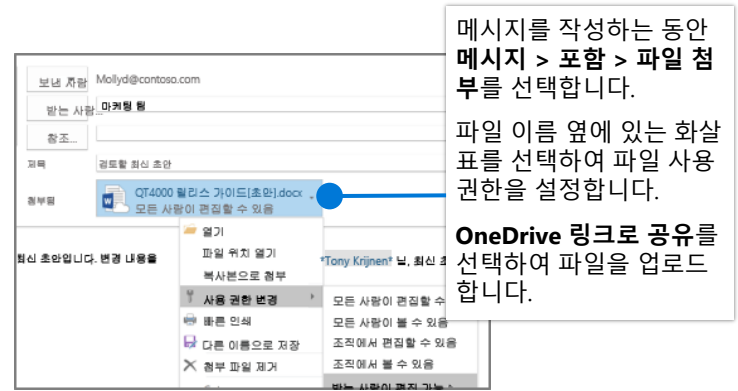 메시지를 작성하는 동안
메시지 > 포함 > 파일 첨
부를 선택합니다.
파일 이름 옆에 있는 화살
표를 선택하여 파일 사용
권한을 설정합니다.
OneDrive 링크로 공유를
선택하여 파일을 업로드
합니다.
보낸 사람 Mollyd@contoso.com
받는 사람... 마케팅 팀
참조...
제목 검토할 최신 초안
첨부됨 QT4000 릴리스 가이드[초안].docx
모든 사람이 편집할 수 있음
최신 초안입니다. 변경 내용을 *Tony Krijnen* 님, 최신 초
열기
파일 위치 열기
복사본으로 첨부
사용 권한 변경
빠른 인쇄
다른 이름으로 저장
첨부 파일 제거
모든 사람이 편집할 수
모든 사람이 볼 수 있음
조직에서 편집할 수 있음
조직에서 볼 수 있음
받는 사람이 편집 가능